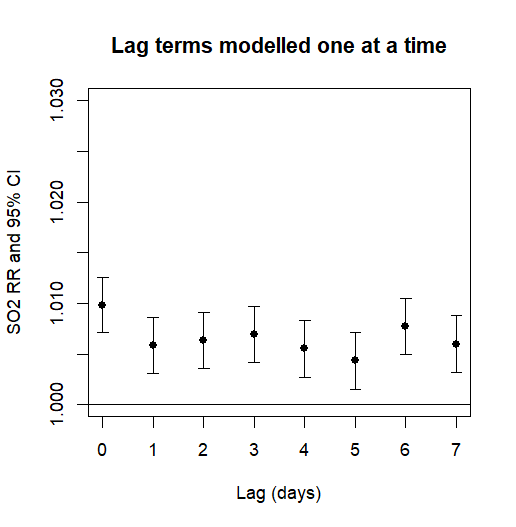 Lag terms modelled one at a time
SO2 RR and 95% CI
1.030
1.020
1.010
1.000
0 1 2 3 4 5 6 7
Lag (days)